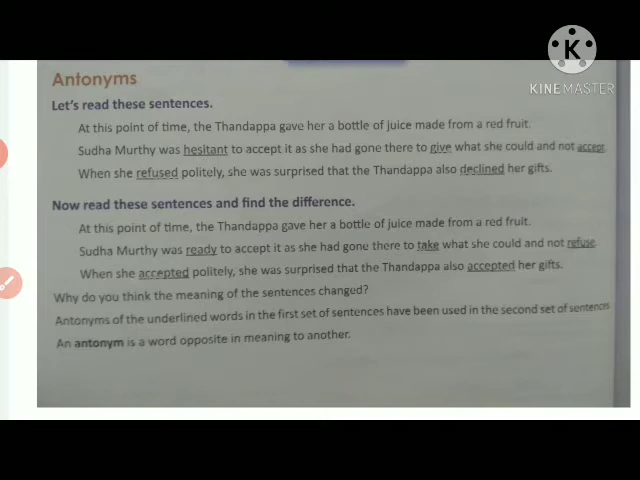 K
KINEMASTER
Antonyms
Let's read these sentences.
At this point of time, the Thandappa gave her a bottle of juice made from a red fruit.
Sudha Murthy was hesitant to accept it as she had gone there to give what she could and not accept.
When she refused politely, she was surprised that the Thandappa also declined her gifts.
Now read these sentences and find the difference.
At this point of time, the Thandappa gave her a bottle of juice made from a red fruit.
Sudha Murthy was ready to accept it as she had gone there to take what she could and not refuse.
When she accepted politely, she was surprised that the Thandappa also accepted her gifts.
Why do you think the meaning of the sentences changed?
Antonyms of the underlined words in the first set of sentences have been used in the second set of sentences
An antonym is a word opposite in meaning to another.